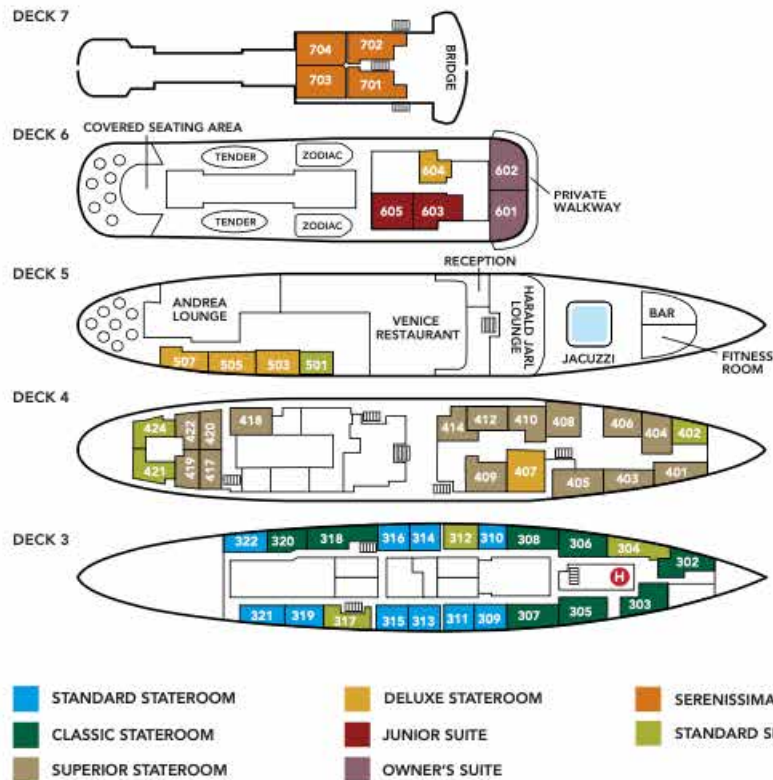 DECK 7
704
702
703
701
BRIDGE
DECK 6
COVERED SEATING AREA
TENDER
ZODIAC
604
602
605
603
601
TENDER
ZODIAC
PRIVATE
WALKWAY
DECK 5
RECEPTION
ANDREA
LOUNGE
VENICE
RESTAURANT
HARALD JARL
LOUNGE
JACUZZI
BAR
FITNESS
ROOM
507
505
503
501
DECK 4
424
422
420
418
414
412
410
408
406
404
402
421
419
417
409
407
405
403
401
DECK 3
322
320
318
316
314
312
310
308
306
304
302
H
321
319
317
315
313
311
309
307
305
303
STANDARD STATEROOM
DELUXE STATEROOM
SERENISSIMA
CLASSIC STATEROOM
JUNIOR SUITE
STANDARD
SUPERIOR STATEROOM
OWNER'S SUITE